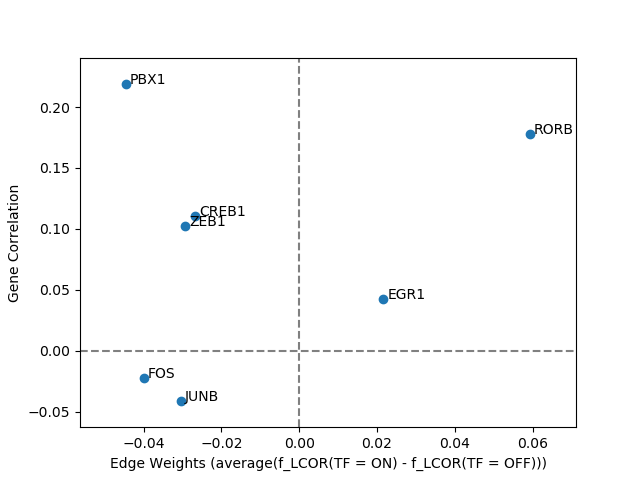 PBX1
RORB
CREB1
ZEB1
EGR1
FOS
JUNB
0.20
0.15
0.10
0.05
0.00
−0.05
Gene Correlation
−0.04
−0.02
0.00
0.02
0.04
0.06
Edge Weights (average(f_LCOR(TF = ON) - f_LCOR(TF = OFF)))